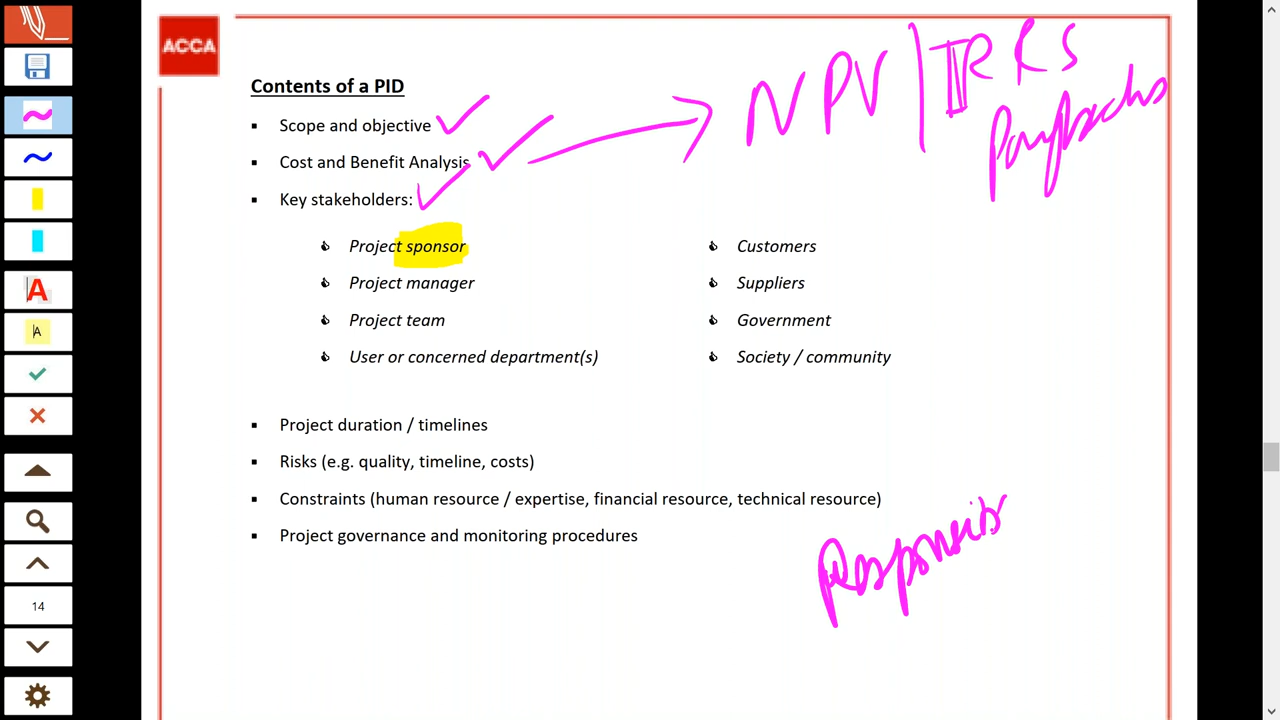 ACCA
NPV / IRRs
Paybacks
Contents of a PID
Scope and objective
Cost and Benefit Analysis
Key stakeholders:
Project sponsor
Customers
Project manager
Suppliers
Project team
Government
User or concerned department(s)
Society / community
Project duration / timelines
Risks (e.g. quality, timeline, costs)
Constraints (human resource / expertise, financial resource, technical resource)
Project governance and monitoring procedures
A
A
14